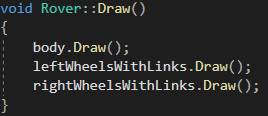 void Rover::Draw()
{
    body.Draw();
    leftWheelsWithLinks.Draw();
    rightWheelsWithLinks.Draw();
}